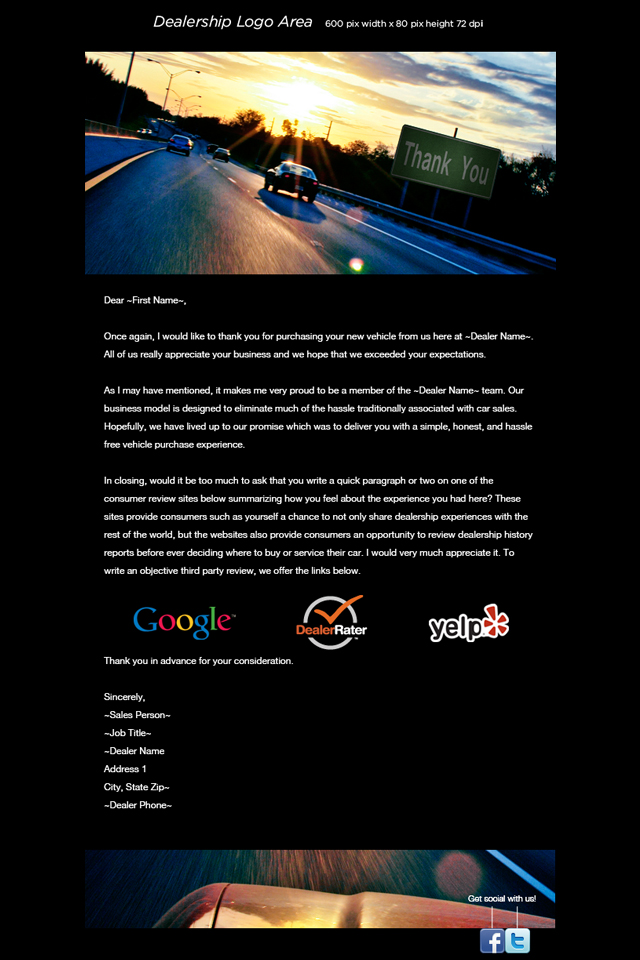 Dealership Logo Area 600 pix width x 80 pix height 72 dpi
Thank You
Dear ~First Name~,
Once again, I would like to thank you for purchasing your new vehicle from us here at ~Dealer Name~.
All of us really appreciate your business and we hope that we exceeded your expectations.
As I may have mentioned, it makes me very proud to be a member of the ~Dealer Name~ team. Our
business model is designed to eliminate much of the hassle traditionally associated with car sales.
Hopefully, we have lived up to our promise which was to deliver you with a simple, honest, and hassle
free vehicle purchase experience.
In closing, would it be too much to ask that you write a quick paragraph or two on one of the
consumer review sites below summarizing how you feel about the experience you had here? These
sites provide consumers such as yourself a chance to not only share dealership experiences with the
rest of the world, but the websites also provide consumers an opportunity to review dealership history
reports before ever deciding where to buy or service their car. I would very much appreciate it. To
write an objective third party review, we offer the links below.
Google™ DealerRater™ yelp
Thank you in advance for your consideration.
Sincerely,
~Sales Person~
~Job Title~
~Dealer Name
Address 1
City, State Zip~
~Dealer Phone~
Get social with us!
f t